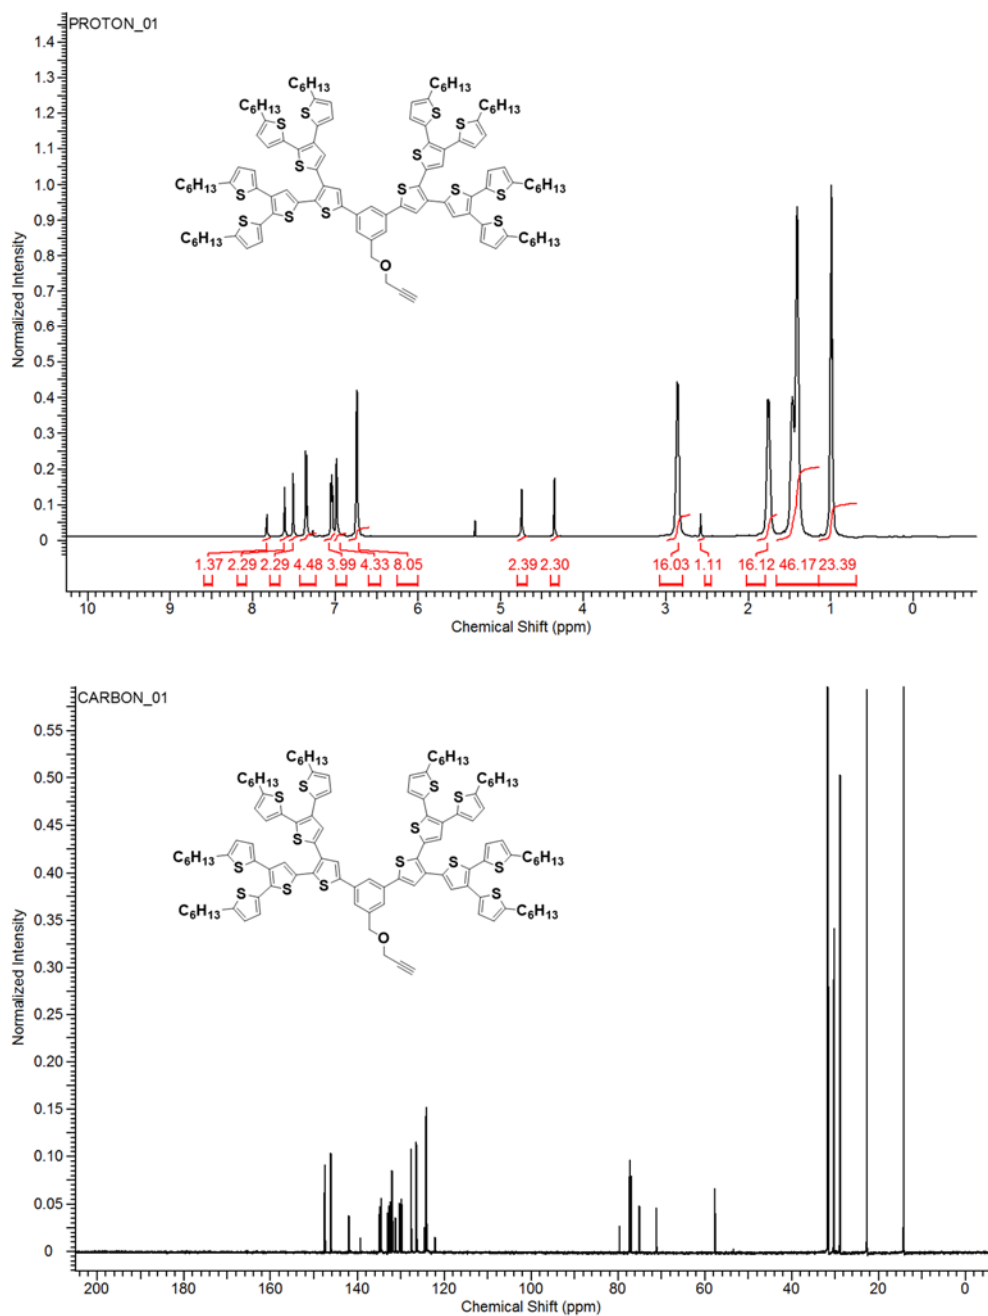 PROTON_01
1.4
1.3
1.2
1.1
1.0
0.9
0.8
0.7
0.6
0.5
0.4
0.3
0.2
0.1
0
Normalized Intensity
C6H13 C6H13 C6H13 C6H13
C6H13 C6H13
C6H13 C6H13
S S S S
S S S S
S S S S
S S
O
1.37 2.29 2.29 4.48 3.99 4.33 8.05 2.39 2.30 16.03 1.11 16.12 46.17 23.39
10 9 8 7 6 5 4 3 2 1 0
Chemical Shift (ppm)
CARBON_01
0.55
0.50
0.45
0.40
0.35
0.30
0.25
0.20
0.15
0.10
0.05
0
Normalized Intensity
C6H13 C6H13 C6H13 C6H13
C6H13 C6H13
C6H13 C6H13
S S S S
S S S S
S S S S
S S
O
200 180 160 140 120 100 80 60 40 20 0
Chemical Shift (ppm)